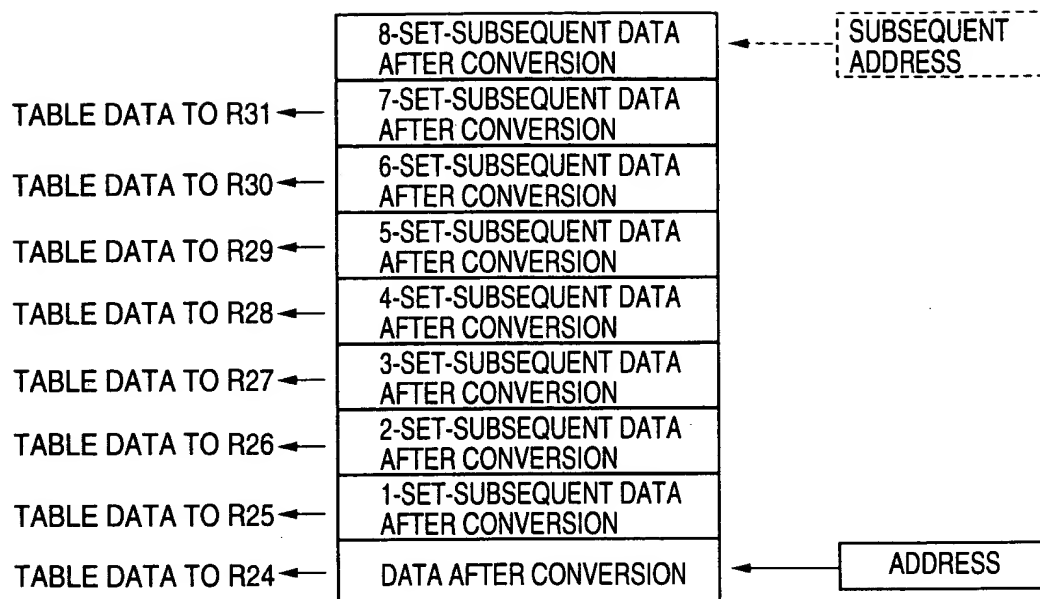 8-SET-SUBSEQUENT DATA
AFTER CONVERSION
SUBSEQUENT
ADDRESS
TABLE DATA TO R31
7-SET-SUBSEQUENT DATA
AFTER CONVERSION
TABLE DATA TO R30
6-SET-SUBSEQUENT DATA
AFTER CONVERSION
TABLE DATA TO R29
5-SET-SUBSEQUENT DATA
AFTER CONVERSION
TABLE DATA TO R28
4-SET-SUBSEQUENT DATA
AFTER CONVERSION
TABLE DATA TO R27
3-SET-SUBSEQUENT DATA
AFTER CONVERSION
TABLE DATA TO R26
2-SET-SUBSEQUENT DATA
AFTER CONVERSION
TABLE DATA TO R25
1-SET-SUBSEQUENT DATA
AFTER CONVERSION
TABLE DATA TO R24
DATA AFTER CONVERSION
ADDRESS